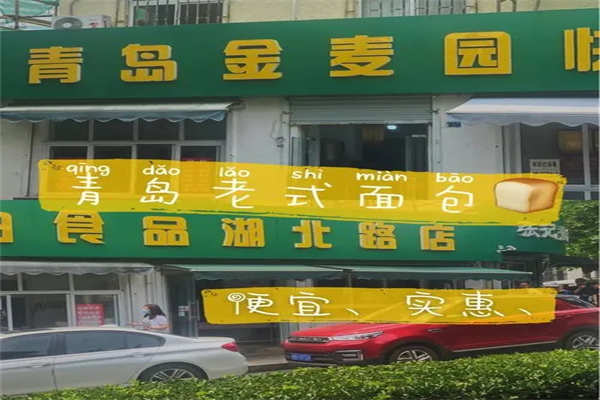 青岛金麦园快
qīng dǎo lǎo shì miàn bāo
青岛老式面包
食品湖北路店
便宜、实惠、